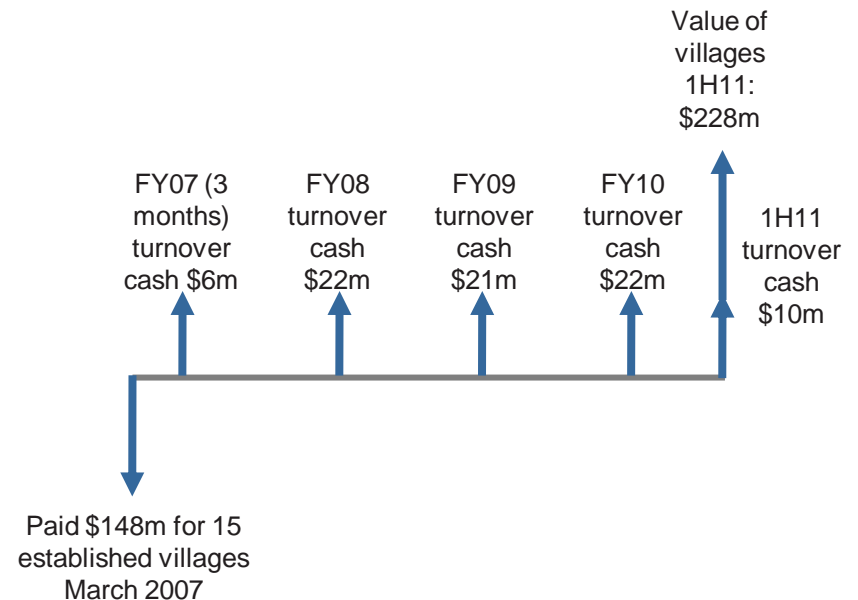 Value of
villages
1H11:
$228m
FY07 (3
months)
turnover
cash $6m
FY08
turnover
cash
$22m
FY09
turnover
cash
$21m
FY10
turnover
cash
$22m
1H11
turnover
cash
$10m
Paid $148m for 15
established villages
March 2007